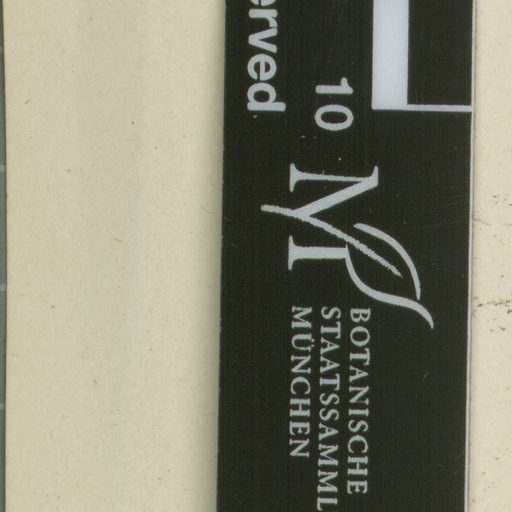 erved
10
BOTANISCHE
STAATSSAMML
MÜNCHEN